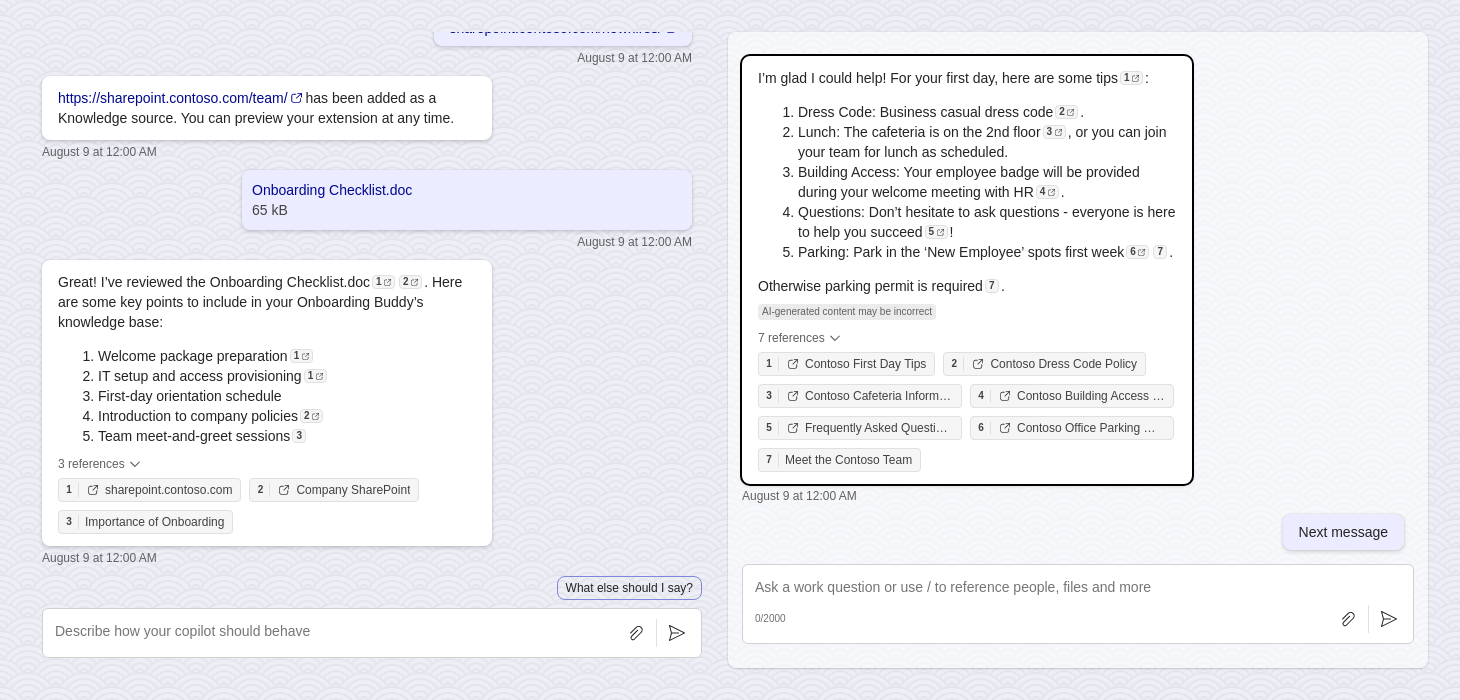 August 9 at 12:00 AM
https://sharepoint.contoso.com/team/ has been added as a
Knowledge source. You can preview your extension at any time.
August 9 at 12:00 AM
Onboarding Checklist.doc
65 kB
August 9 at 12:00 AM
Great! I’ve reviewed the Onboarding Checklist.doc 1 2 . Here
are some key points to include in your Onboarding Buddy’s
knowledge base:
1. Welcome package preparation 1
2. IT setup and access provisioning 1
3. First-day orientation schedule
4. Introduction to company policies 2
5. Team meet-and-greet sessions 3
3 references
1 sharepoint.contoso.com 2 Company SharePoint
3 Importance of Onboarding
August 9 at 12:00 AM
What else should I say?
Describe how your copilot should behave
I’m glad I could help! For your first day, here are some tips 1 :
1. Dress Code: Business casual dress code 2 .
2. Lunch: The cafeteria is on the 2nd floor 3 , or you can join
your team for lunch as scheduled.
3. Building Access: Your employee badge will be provided
during your welcome meeting with HR 4 .
4. Questions: Don’t hesitate to ask questions - everyone is here
to help you succeed 5 !
5. Parking: Park in the ‘New Employee’ spots first week 6 7 .
Otherwise parking permit is required 7 .
AI-generated content may be incorrect
7 references
1 Contoso First Day Tips 2 Contoso Dress Code Policy
3 Contoso Cafeteria Inform… 4 Contoso Building Access …
5 Frequently Asked Questi… 6 Contoso Office Parking …
7 Meet the Contoso Team
August 9 at 12:00 AM
Next message
Ask a work question or use / to reference people, files and more
0/2000